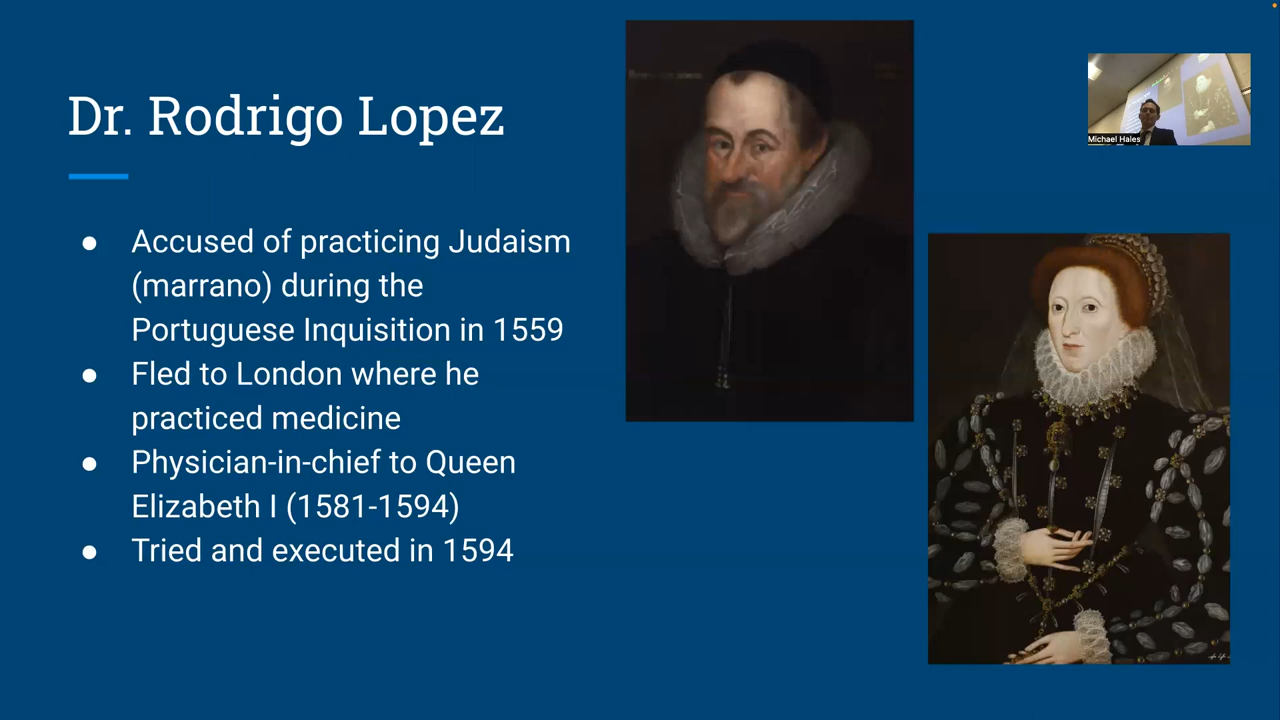 Dr. Rodrigo Lopez
● Accused of practicing Judaism
(marrano) during the
Portuguese Inquisition in 1559
● Fled to London where he
practiced medicine
● Physician-in-chief to Queen
Elizabeth I (1581-1594)
● Tried and executed in 1594
Michael Hales